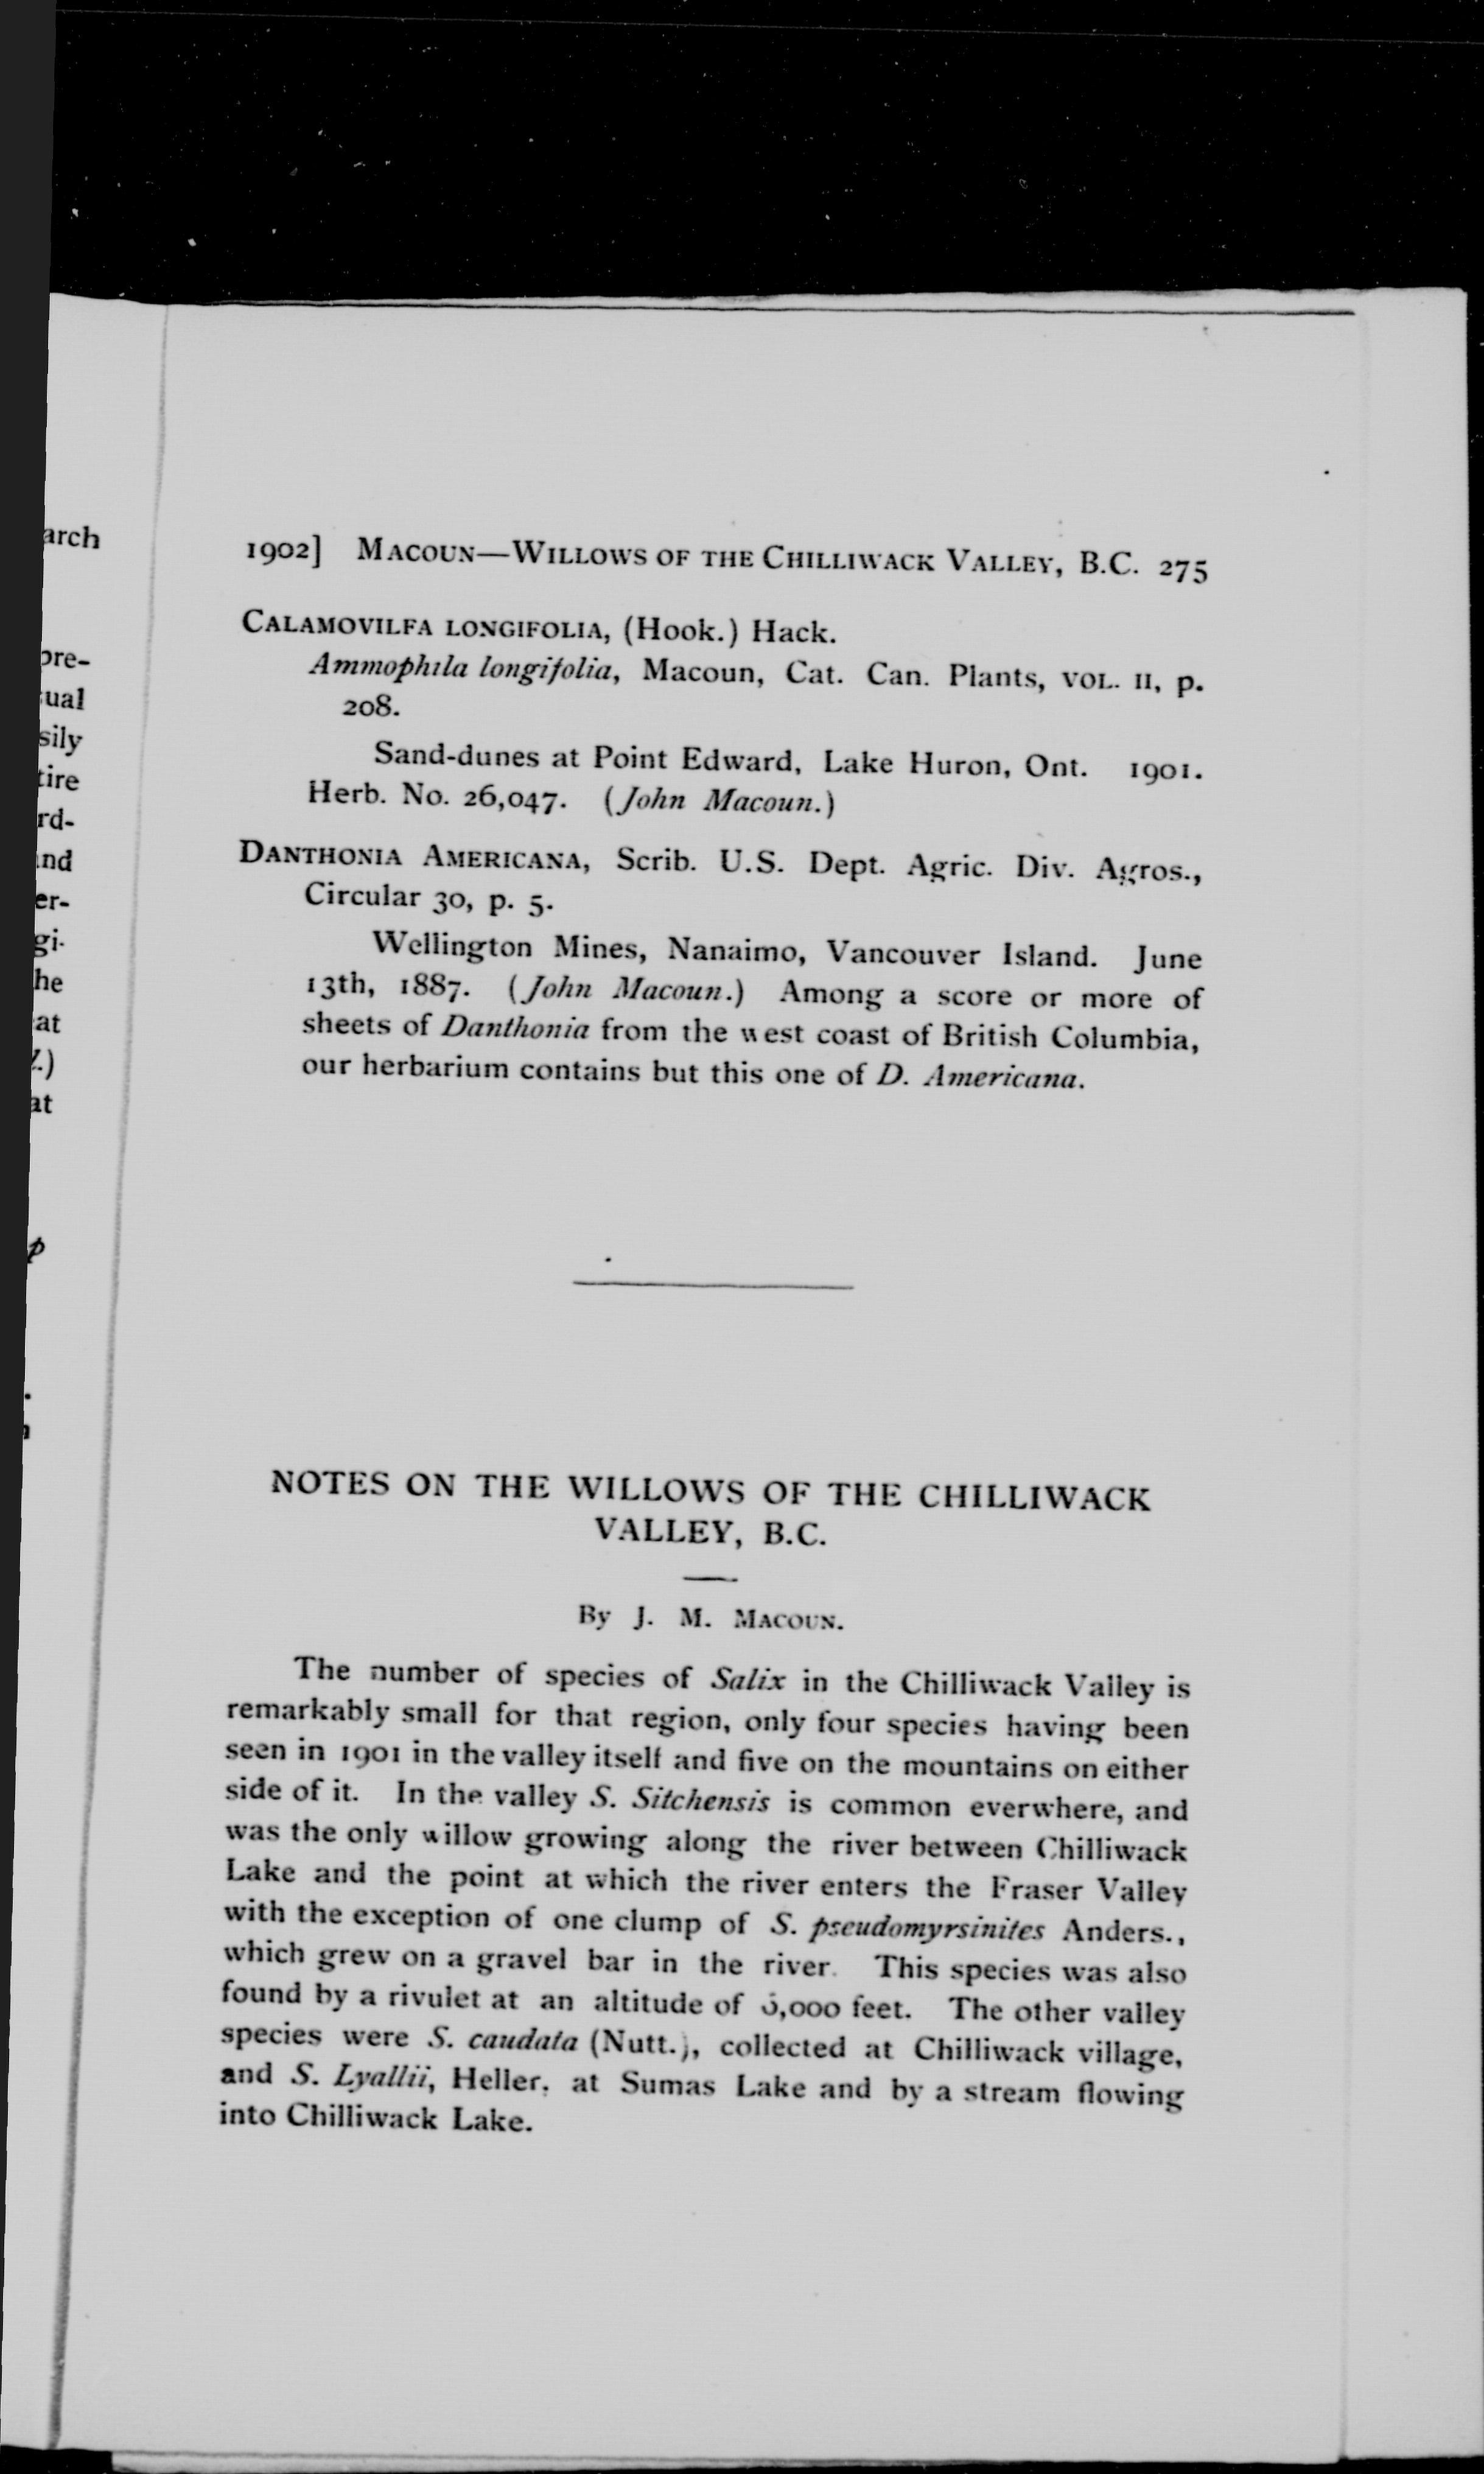 1902] MACOUN—WILLOWS OF THE CHILLIWACK VALLEY, B.C. 275
CALAMOVILFA LONGIFOLIA, (Hook.) Hack.
Ammophila longifolia, Macoun, Cat. Can. Plants, VOL. II, p.
208.
Sand-dunes at Point Edward, Lake Huron, Ont. 1901.
Herb. No. 26,047. (John Macoun.)
DANTHONIA AMERICANA, Scrib. U.S. Dept. Agric. Div. Agros.,
Circular 30, p. 5.
Wellington Mines, Nanaimo, Vancouver Island. June
13th, 1887. (John Macoun.) Among a score or more of
sheets of Danthonia from the west coast of British Columbia,
our herbarium contains but this one of D. Americana.
NOTES ON THE WILLOWS OF THE CHILLIWACK
VALLEY, B.C.
By J. M. MACOUN.
The number of species of Salix in the Chilliwack Valley is
remarkably small for that region, only four species having been
seen in 1901 in the valley itself and five on the mountains on either
side of it. In the valley S. Sitchensis is common everwhere, and
was the only willow growing along the river between Chilliwack
Lake and the point at which the river enters the Fraser Valley
with the exception of one clump of S. pseudomyrsinites Anders.,
which grew on a gravel bar in the river. This species was also
found by a rivulet at an altitude of feet. The other valley
species were S. caudata (Nutt.), collected at Chilliwack village,
and S. Lyallii, Heller, at Sumas Lake and by a stream flowing
into Chilliwack Lake.